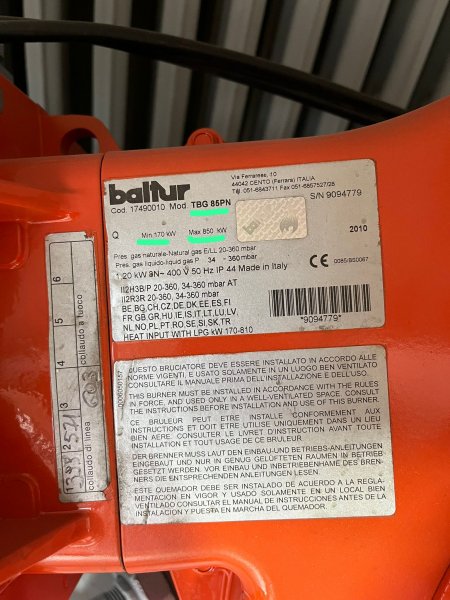 baltur
Via Ferrarese, 10
44042 CENTO (Ferrara) ITALIA
Tel. 051-6843711 Fax 051-6857527/28
Cod. 17490010 Mod TBG 85PN
S/N 9094779
Q Min 170 kW Max 850 kW
2010
Pres. gas naturale-Natural gas E/LL 20-360 mbar
Pres. gas liquido-liquid gas P 34 - 360mbar
1.20 kW 3N~ 400 V 50 Hz IP 44 Made in Italy
CE 0085/BS0067
II2H3B/P 20-360, 34-360 mbar AT
II2R3R 20-360, 34-360 mbar
BE,BG,CH,CZ,DE,DK,EE,ES,FI
FR,GB,GR,HU,IE,IS,IT,LT,LU,LV,
NL,NO,PL,PT,RO,SE,SI,SK,TR
HEAT INPUT WITH LPG kW 170-810
*9094779*
QUESTO BRUCIATORE DEVE ESSERE INSTALLATO IN ACCORDO ALLE
NORME VIGENTI, E USATO SOLAMENTE IN UN LUOGO BEN VENTILATO
CONSULTARE IL MANUALE PRIMA DELL'INSTALLAZIONE ED USO.
THIS BURNER MUST BE INSTALLED IN ACCORDANCE WITH THE RULES
IN FORCE, AND USED ONLY IN A WELL-VENTILATED SPACE. CONSULT
THE INSTRUCTIONS BEFORE INSTALLATION AND USE OF THIS BURNER
CE BRULEUR PEUT ETRE INSTALLE CONFORMEMENT AUX
INSTRUCTIONS ET DOIT ETRE UTILISE UNIQUEMENT DANS UN LIEU
BIEN AERE. CONSULTER LE LIVRET D'INSTRUCTION AVANT TOUTE
INSTALLATION ET TOUT USAGE DE CE BRULEUR.
DER BRENNER MUSS LAUT DEN EINBAU-UND BETRIEB-ANLEITUNGEN
EINGEBAUT UND NUR IN GENUG GELÜFTETEN RAUMEN IM BETRIEB
GESETZT WERDEN. VOR EINBAU UND INBETRIEBENAHME DES BREN-
NERS DIE ENTSPRECHENDEN ANLEITUNGEN LESEN.
ESTE QUEMADOR DEBE SER INSTALADO DE ACUERDO A LA REGLA-
MENTACION EN VIGOR Y USADO SOLAMENTE EN UN LOCAL BIEN
VENTILADO. CONSULTAR EL MANUAL DE INSTRUCCIONES ANTES DE LA
INSTALACION Y PUESTA EN MARCHA DEL QUEMADOR.
collaudo di linea
collaudo a fuoco
3
4
5
6